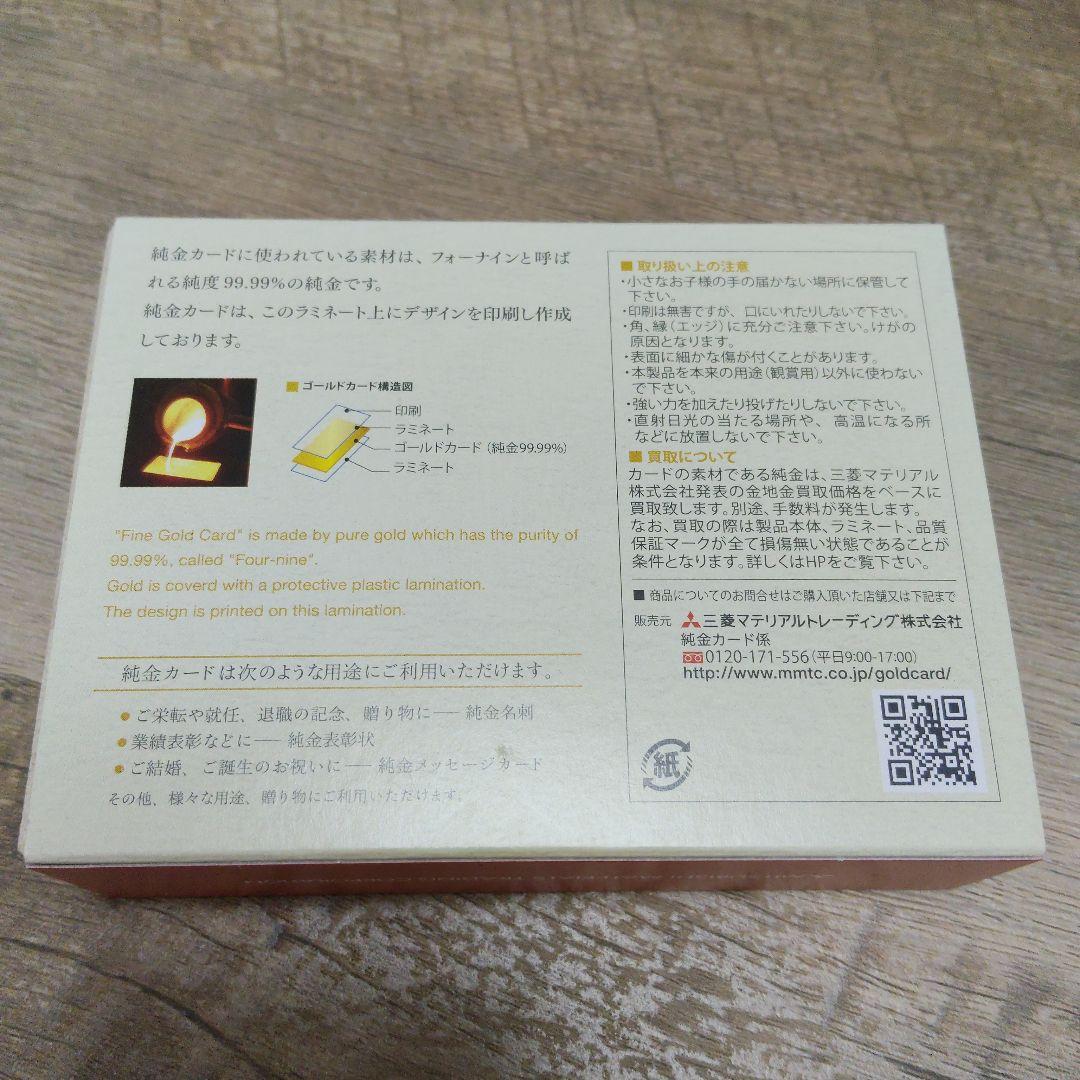 純金カードに使われている素材は、フォーナインと呼ば
れる純度 99.99%の純金です。
純金カードは、このラミネート上にデザインを印刷し作成
しております。
■ ゴールドカード構造図
印刷
ラミネート
ゴールドカード（純金99.99%）
ラミネート
"Fine Gold Card" is made by pure gold which has the purity of
99.99%, called "Four-nine".
Gold is coverd with a protective plastic lamination.
The design is printed on this lamination.
純金カードは次のような用途にご利用いただけます。
● ご栄転や就任、退職の記念、贈り物に── 純金名刺
● 業績表彰などに── 純金表彰状
● ご結婚、ご誕生のお祝いに── 純金メッセージカード
その他、様々な用途、贈り物にご利用いただけます。
■ 取り扱い上の注意
・小さなお子様の手の届かない場所に保管して
下さい。
・印刷は無害ですが、口にいれたりしないで下さい。
・角、縁（エッジ）に充分ご注意下さい。けがの
原因となります。
・表面に細かな傷が付くことがあります。
・本製品を本来の用途（観賞用）以外に使わない
で下さい。
・強い力を加えたり投げたりしないで下さい。
・直射日光の当たる場所や、高温になる所
などに放置しないで下さい。
■ 買取について
カードの素材である純金は、三菱マテリアル
株式会社発表の金地金買取価格をベースに
買取致します。別途、手数料が発生します。
なお、買取の際は製品本体、ラミネート、品質
保証マークが全て損傷無い状態であることが
条件となります。詳しくはHPをご覧下さい。
■ 商品についてのお問合せはご購入頂いた店舗又は下記まで
販売元 三菱マテリアルトレーディング株式会社
純金カード係
0120-171-556（平日9:00-17:00）
http://www.mmtc.co.jp/goldcard/
紙